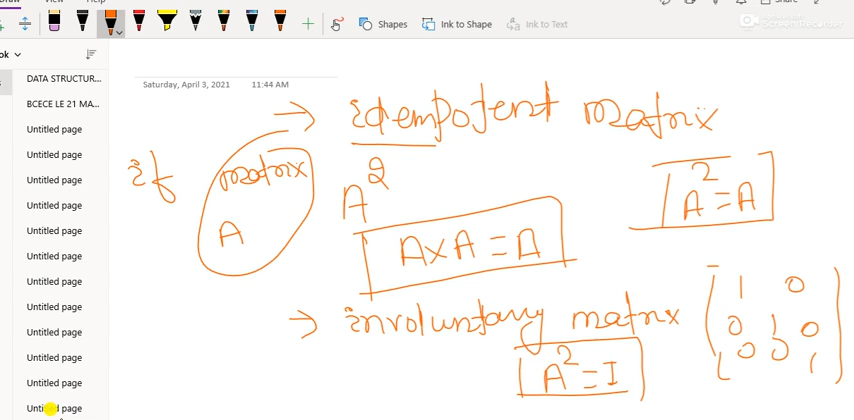 Draw View Help
Share
Screen Recorder
Shapes Ink to Shape Ink to Text
ok
DATA STRUCTUR...
BCECE LE 21 MA...
Untitled page
Untitled page
Untitled page
Untitled page
Untitled page
Untitled page
Untitled page
Untitled page
Untitled page
Untitled page
Untitled page
Untitled page
Saturday, April 3, 2021 11:44 AM
→ idempotent matrix
if matrix A
A²
A² = A
A × A = A
→ involuntary matrix
1 0
0 1 0
0 0 1
A² = I